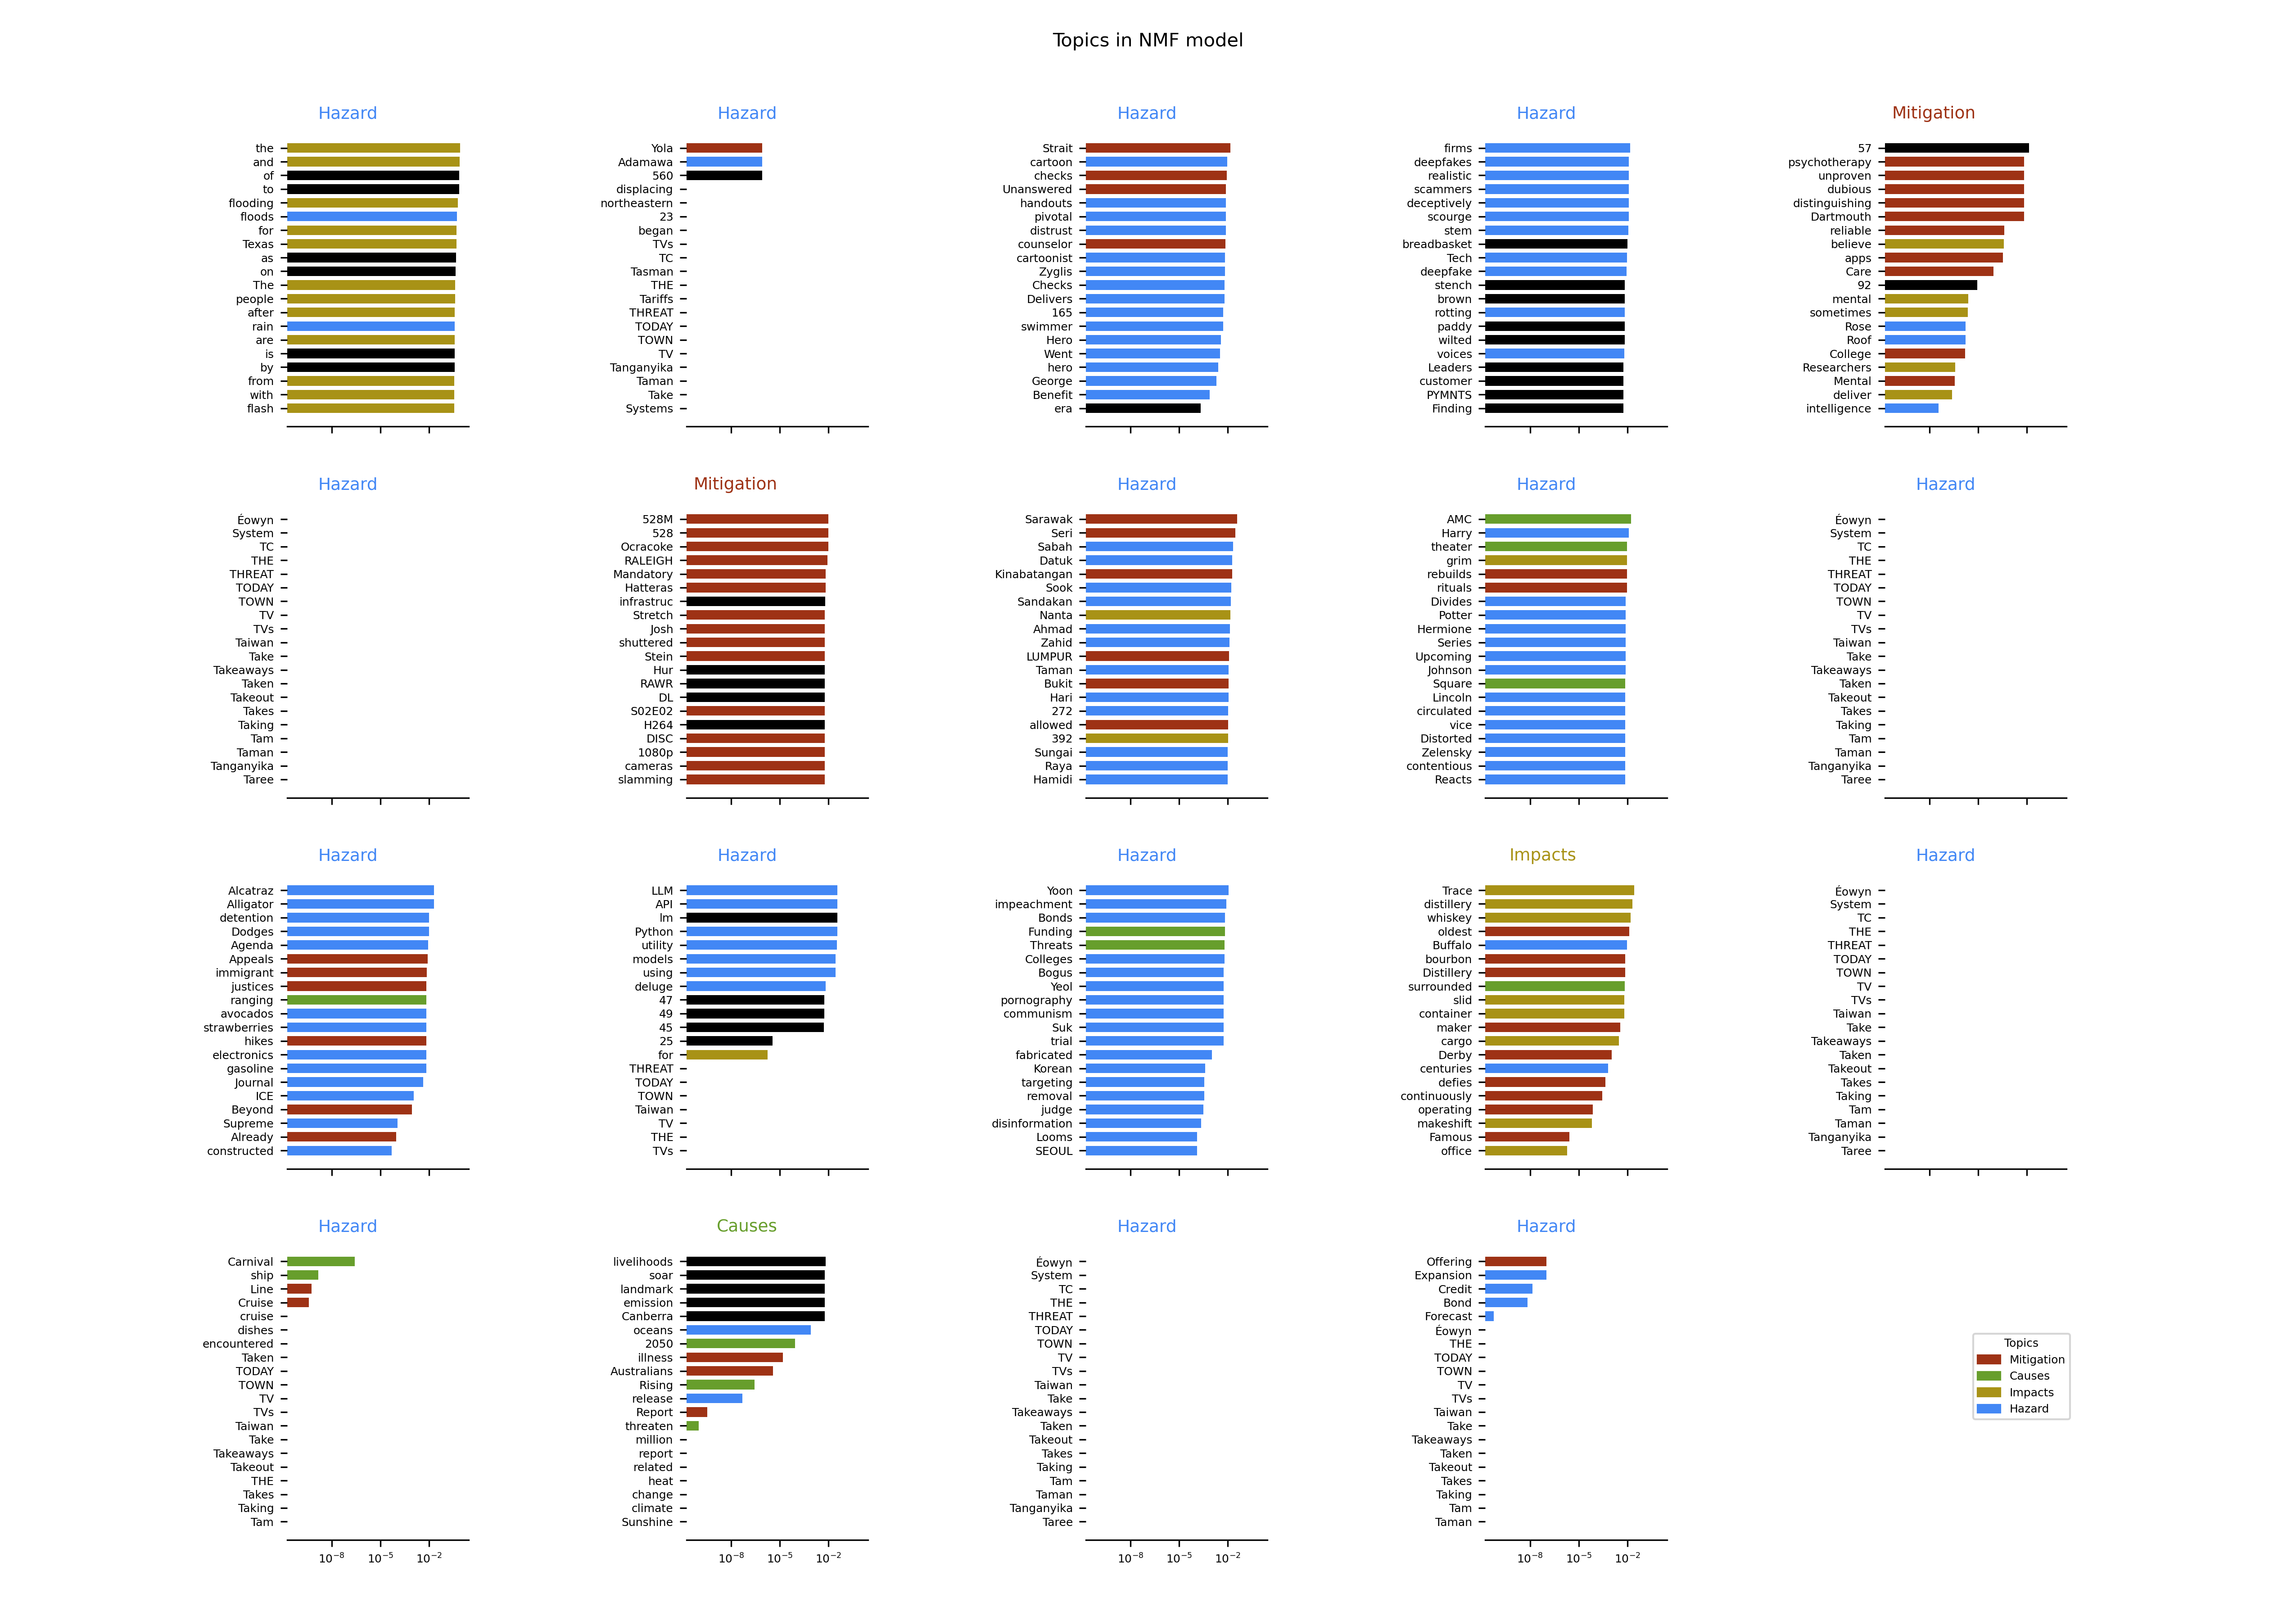 Topics in NMF model
Hazard
the
and
of
to
flooding
floods
for
Texas
as
on
The
people
after
rain
are
is
by
from
with
flash
Hazard
Yola
Adamawa
560
displacing
northeastern
23
began
TVs
TC
Tasman
THE
Tariffs
THREAT
TODAY
TOWN
TV
Tanganyika
Taman
Take
Systems
Hazard
Strait
cartoon
checks
Unanswered
handouts
pivotal
distrust
counselor
cartoonist
Zyglis
Checks
Delivers
165
swimmer
Hero
Went
hero
George
Benefit
era
Hazard
firms
deepfakes
realistic
scammers
deceptively
scourge
stem
breadbasket
Tech
deepfake
stench
brown
rotting
paddy
wilted
voices
Leaders
customer
PYMNTS
Finding
Mitigation
57
psychotherapy
unproven
dubious
distinguishing
Dartmouth
reliable
believe
apps
Care
92
mental
sometimes
Rose
Roof
College
Researchers
Mental
deliver
intelligence
Hazard
Éowyn
System
TC
THE
THREAT
TODAY
TOWN
TV
TVs
Taiwan
Take
Takeaways
Taken
Takeout
Takes
Taking
Tam
Taman
Tanganyika
Taree
Mitigation
528M
528
Ocracoke
RALEIGH
Mandatory
Hatteras
infrastruc
Stretch
Josh
shuttered
Stein
Hur
RAWR
DL
S02E02
H264
DISC
1080p
cameras
slamming
Hazard
Sarawak
Seri
Sabah
Datuk
Kinabatangan
Sook
Sandakan
Nanta
Ahmad
Zahid
LUMPUR
Taman
Bukit
Hari
272
allowed
392
Sungai
Raya
Hamidi
Hazard
AMC
Harry
theater
grim
rebuilds
rituals
Divides
Potter
Hermione
Series
Upcoming
Johnson
Square
Lincoln
circulated
vice
Distorted
Zelensky
contentious
Reacts
Hazard
Éowyn
System
TC
THE
THREAT
TODAY
TOWN
TV
TVs
Taiwan
Take
Takeaways
Taken
Takeout
Takes
Taking
Tam
Taman
Tanganyika
Taree
Hazard
Alcatraz
Alligator
detention
Dodges
Agenda
Appeals
immigrant
justices
ranging
avocados
strawberries
hikes
electronics
gasoline
Journal
ICE
Beyond
Supreme
Already
constructed
Hazard
LLM
API
lm
Python
utility
models
using
deluge
47
49
45
25
for
THREAT
TODAY
TOWN
Taiwan
TV
THE
TVs
Hazard
Yoon
impeachment
Bonds
Funding
Threats
Colleges
Bogus
Yeol
pornography
communism
Suk
trial
fabricated
Korean
targeting
removal
judge
disinformation
Looms
SEOUL
Impacts
Trace
distillery
whiskey
oldest
Buffalo
bourbon
Distillery
surrounded
slid
container
maker
cargo
Derby
centuries
defies
continuously
operating
makeshift
Famous
office
Hazard
Éowyn
System
TC
THE
THREAT
TODAY
TOWN
TV
TVs
Taiwan
Take
Takeaways
Taken
Takeout
Takes
Taking
Tam
Taman
Tanganyika
Taree
Hazard
Carnival
ship
Line
Cruise
cruise
dishes
encountered
Taken
TODAY
TOWN
TV
TVs
Taiwan
Take
Takeaways
Takeout
THE
Takes
Taking
Tam
10⁻⁸ 10⁻⁵ 10⁻²
Causes
livelihoods
soar
landmark
emission
Canberra
oceans
2050
illness
Australians
Rising
release
Report
threaten
million
report
related
heat
change
climate
Sunshine
10⁻⁸ 10⁻⁵ 10⁻²
Hazard
Éowyn
System
TC
THE
THREAT
TODAY
TOWN
TV
TVs
Taiwan
Take
Takeaways
Taken
Takeout
Takes
Taking
Tam
Taman
Tanganyika
Taree
10⁻⁸ 10⁻⁵ 10⁻²
Hazard
Offering
Expansion
Credit
Bond
Forecast
Éowyn
THE
TODAY
TOWN
TV
TVs
Taiwan
Take
Takeaways
Taken
Takeout
Takes
Taking
Tam
Taman
10⁻⁸ 10⁻⁵ 10⁻²
Topics
Mitigation
Causes
Impacts
Hazard